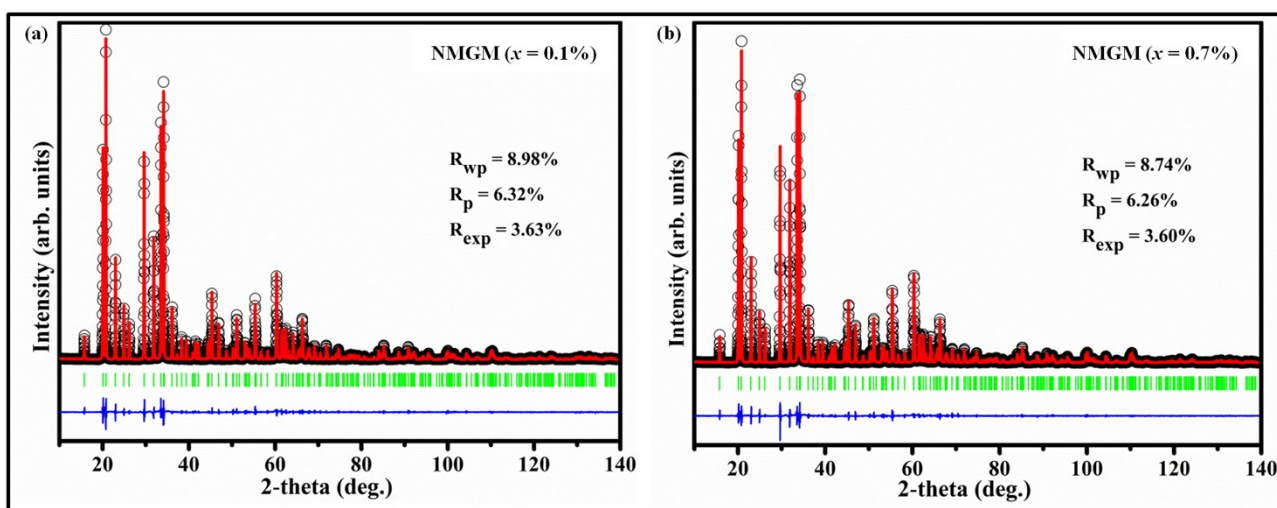 (a)
NMGM (x = 0.1%)
Rwp = 8.98%
Rp = 6.32%
Rexp = 3.63%
Intensity (arb. units)
20 40 60 80 100 120 140
2-theta (deg.)
(b)
NMGM (x = 0.7%)
Rwp = 8.74%
Rp = 6.26%
Rexp = 3.60%
Intensity (arb. units)
20 40 60 80 100 120 140
2-theta (deg.)